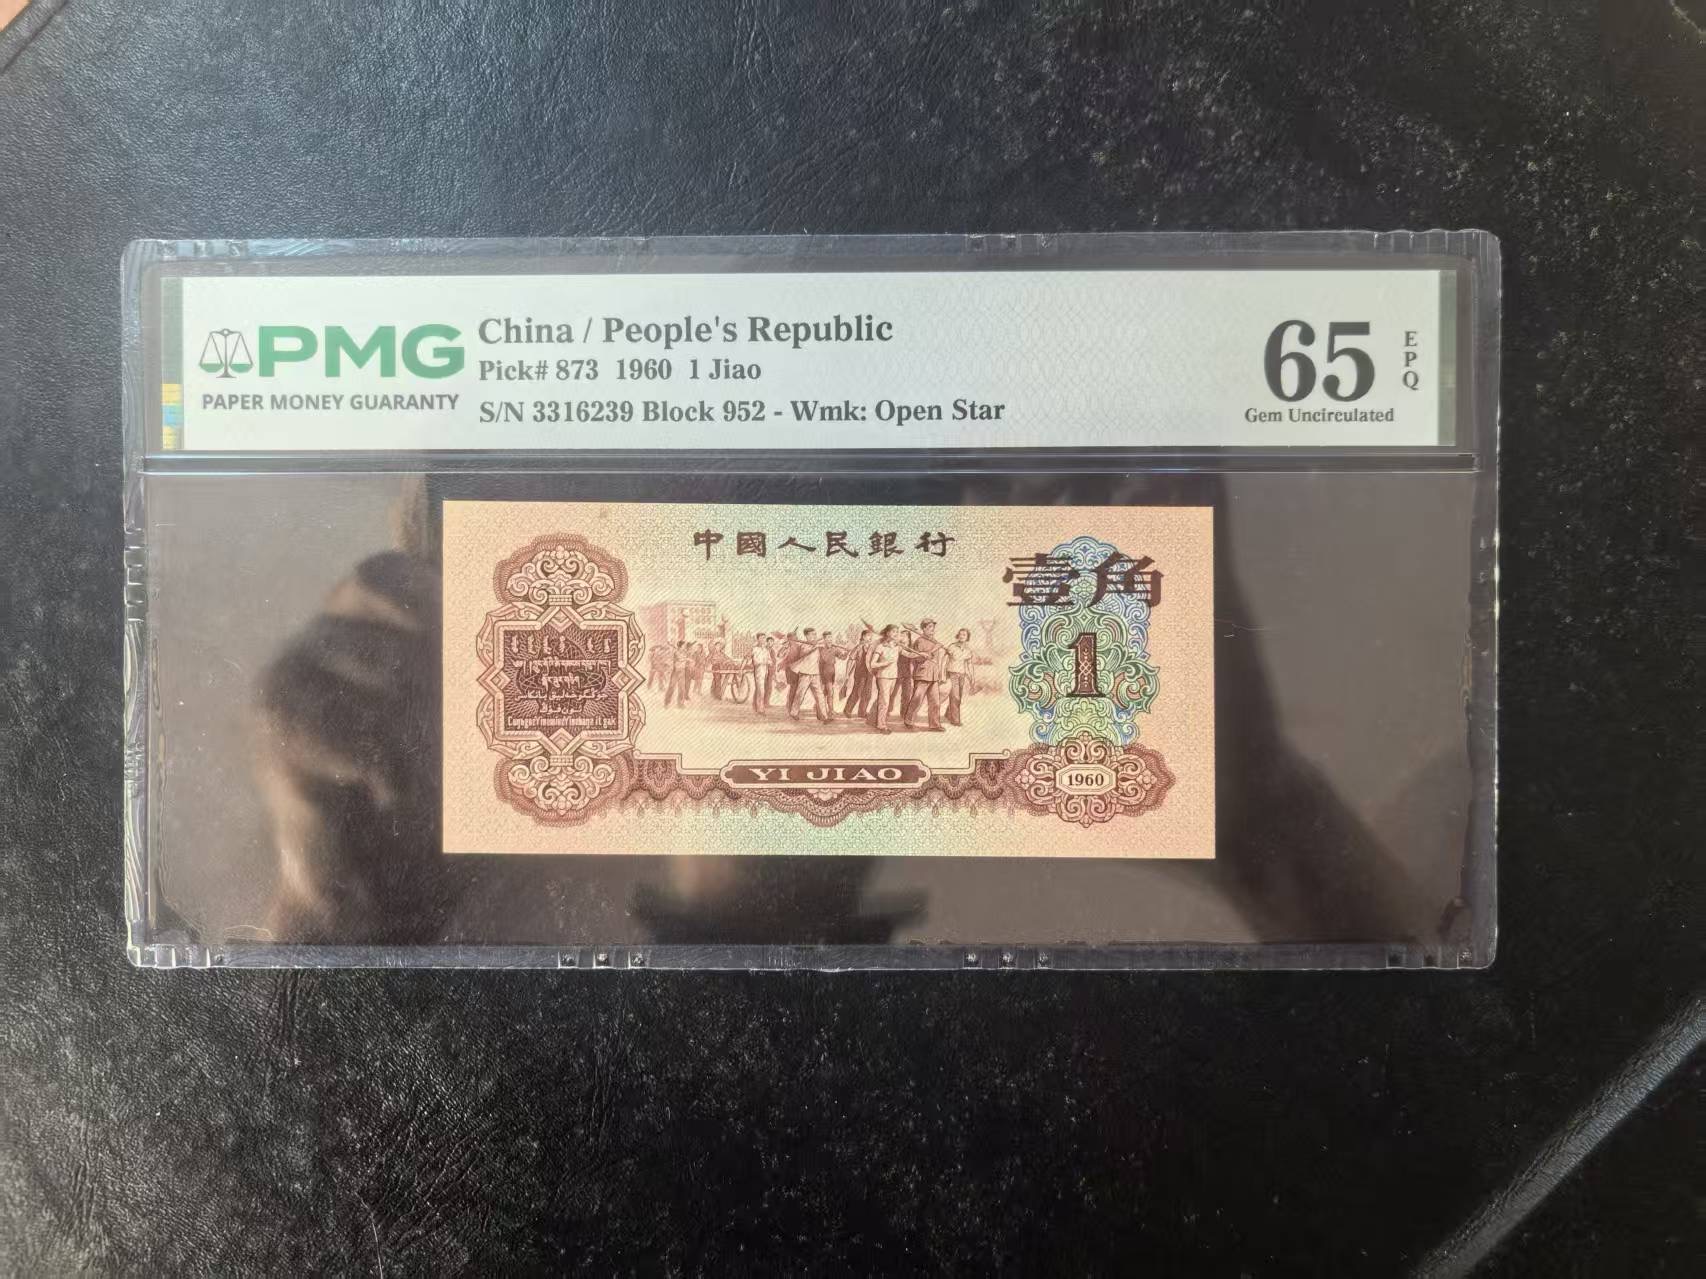 PMG
PAPER MONEY GUARANTY
China / People's Republic
Pick# 873 1960 1 Jiao
S/N 3316239 Block 952 - Wmk: Open Star
65
EPQ
Gem Uncirculated
中國人民銀行
壹角
1
YI JIAO
1960